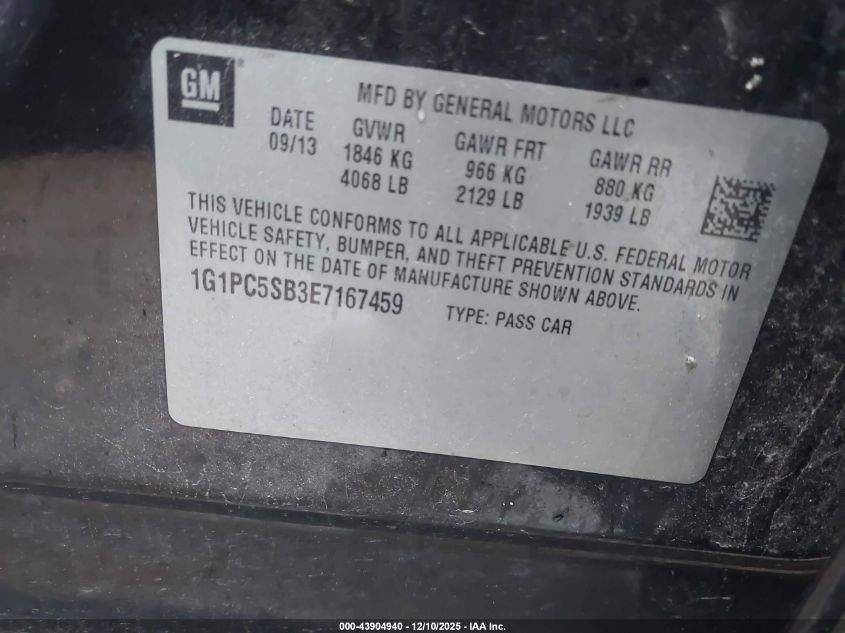 GM®
MFD BY GENERAL MOTORS LLC
DATE GVWR GAWR FRT GAWR RR
09/13 1846 KG 966 KG 880 KG
4068 LB 2129 LB 1939 LB
THIS VEHICLE CONFORMS TO ALL APPLICABLE U.S. FEDERAL MOTOR
VEHICLE SAFETY, BUMPER, AND THEFT PREVENTION STANDARDS IN
EFFECT ON THE DATE OF MANUFACTURE SHOWN ABOVE.
1G1PC5SB3E7167459 TYPE: PASS CAR
000-43904940 - 12/10/2025 - IAA Inc.